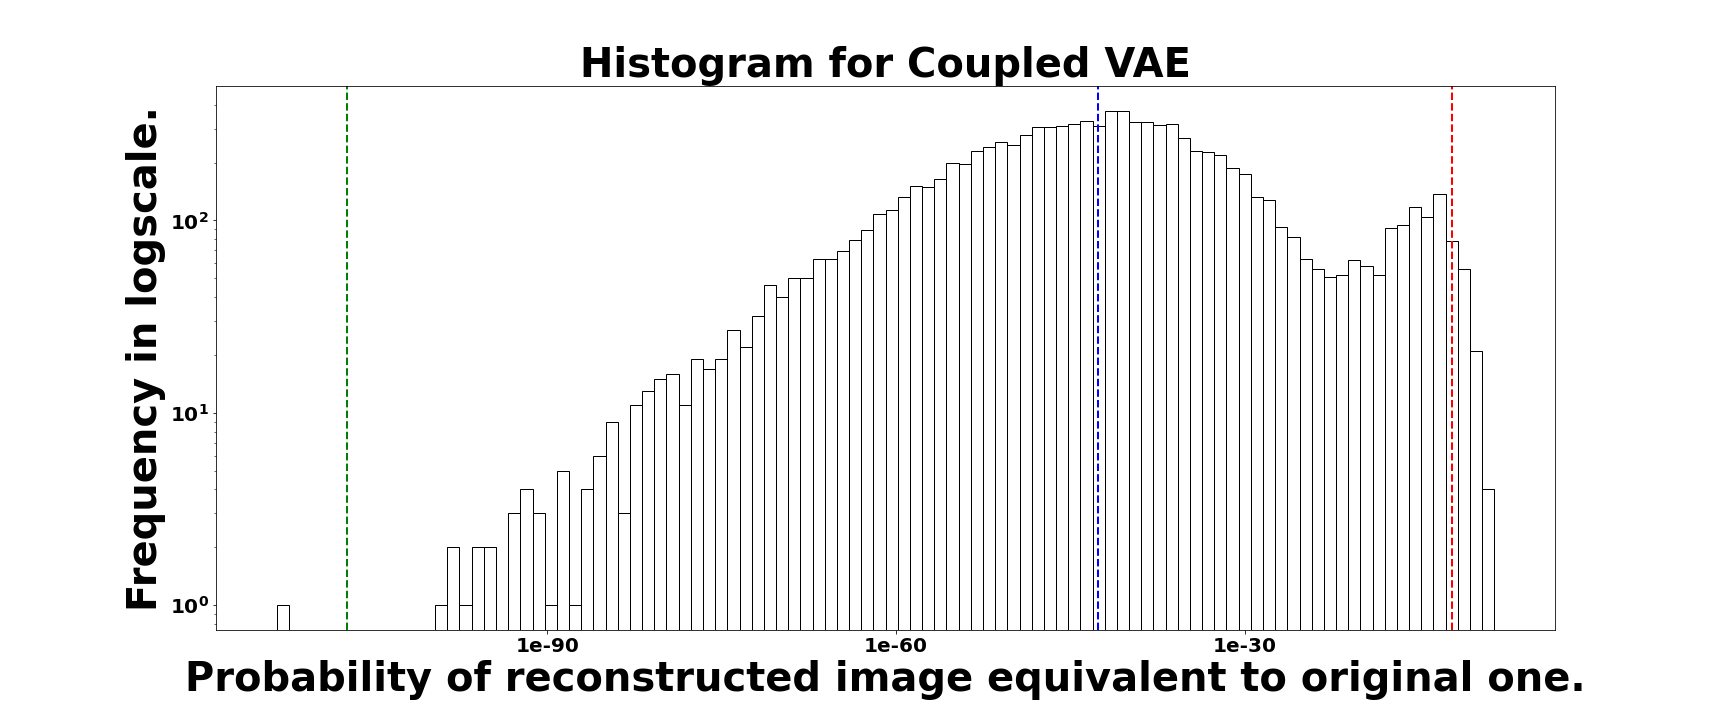 Histogram for Coupled VAE
Frequency in logscale.
10²
10¹
10⁰
1e-90 1e-60 1e-30
Probability of reconstructed image equivalent to original one.